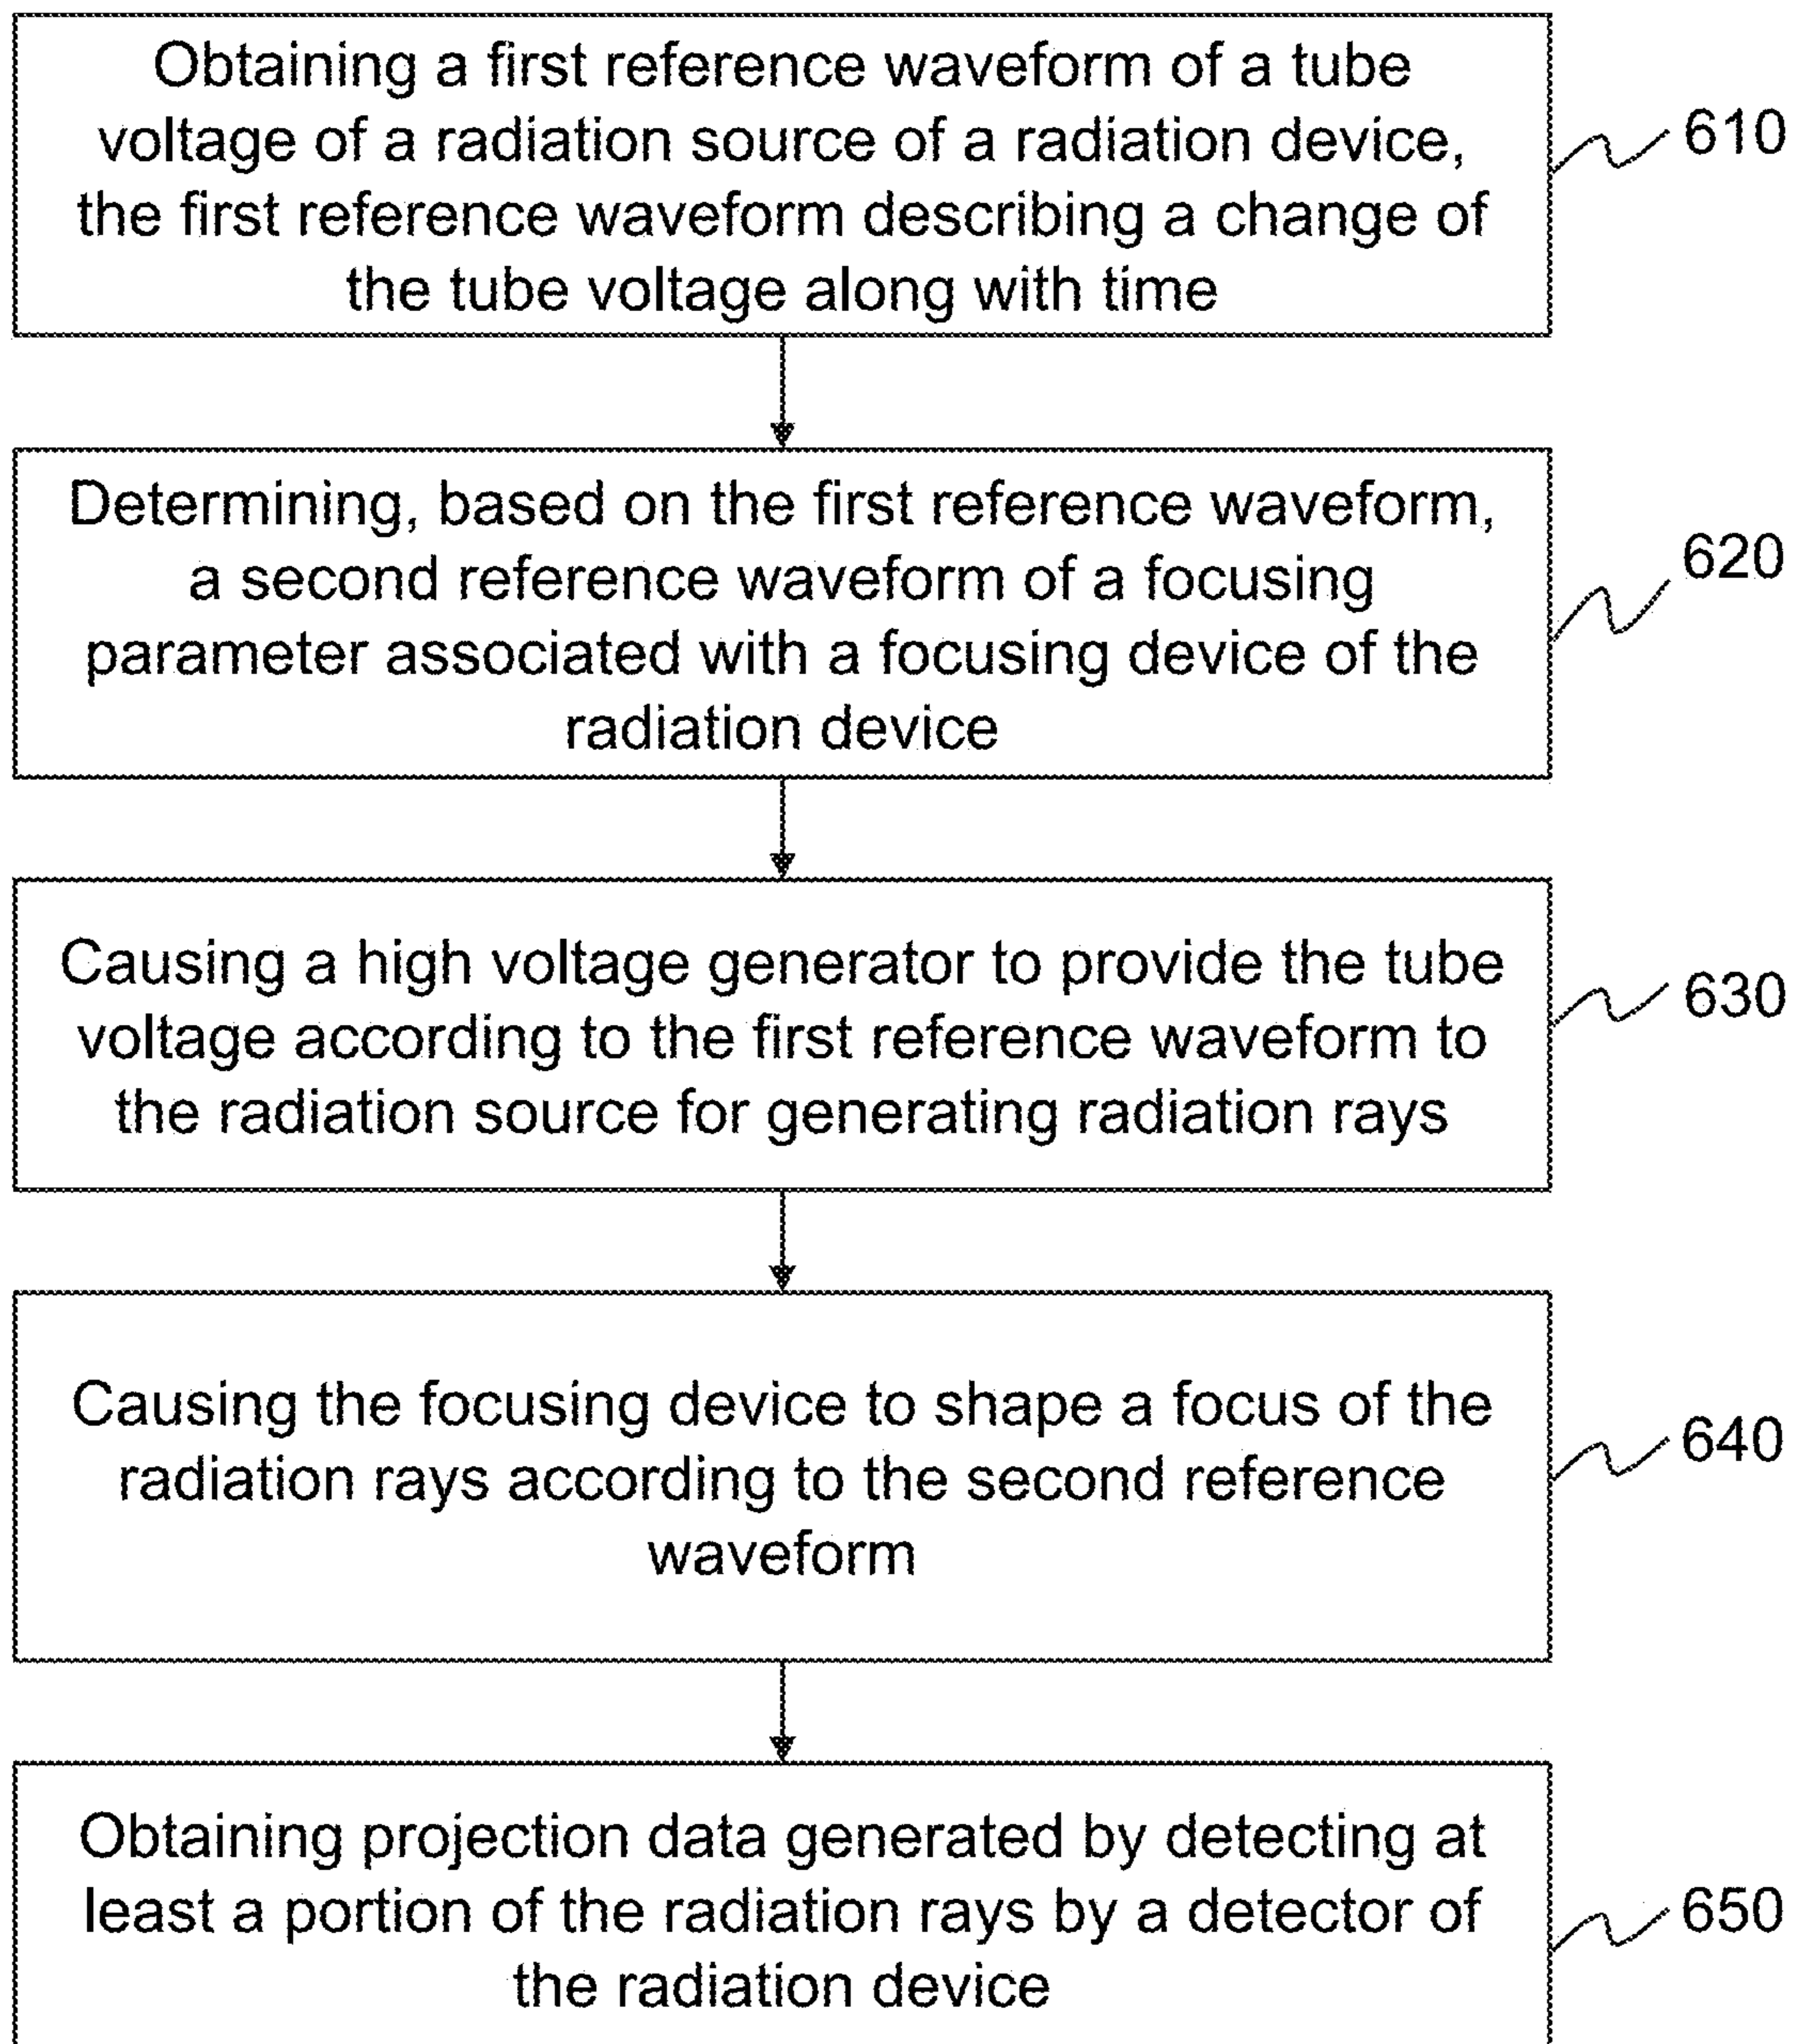 Obtaining a first reference waveform of a tube
voltage of a radiation source of a radiation device,
the first reference waveform describing a change of
the tube voltage along with time
610
Determining, based on the first reference waveform,
a second reference waveform of a focusing
parameter associated with a focusing device of the
radiation device
620
Causing a high voltage generator to provide the tube
voltage according to the first reference waveform to
the radiation source for generating radiation rays
630
Causing the focusing device to shape a focus of the
radiation rays according to the second reference
waveform
640
Obtaining projection data generated by detecting at
least a portion of the radiation rays by a detector of
the radiation device
650